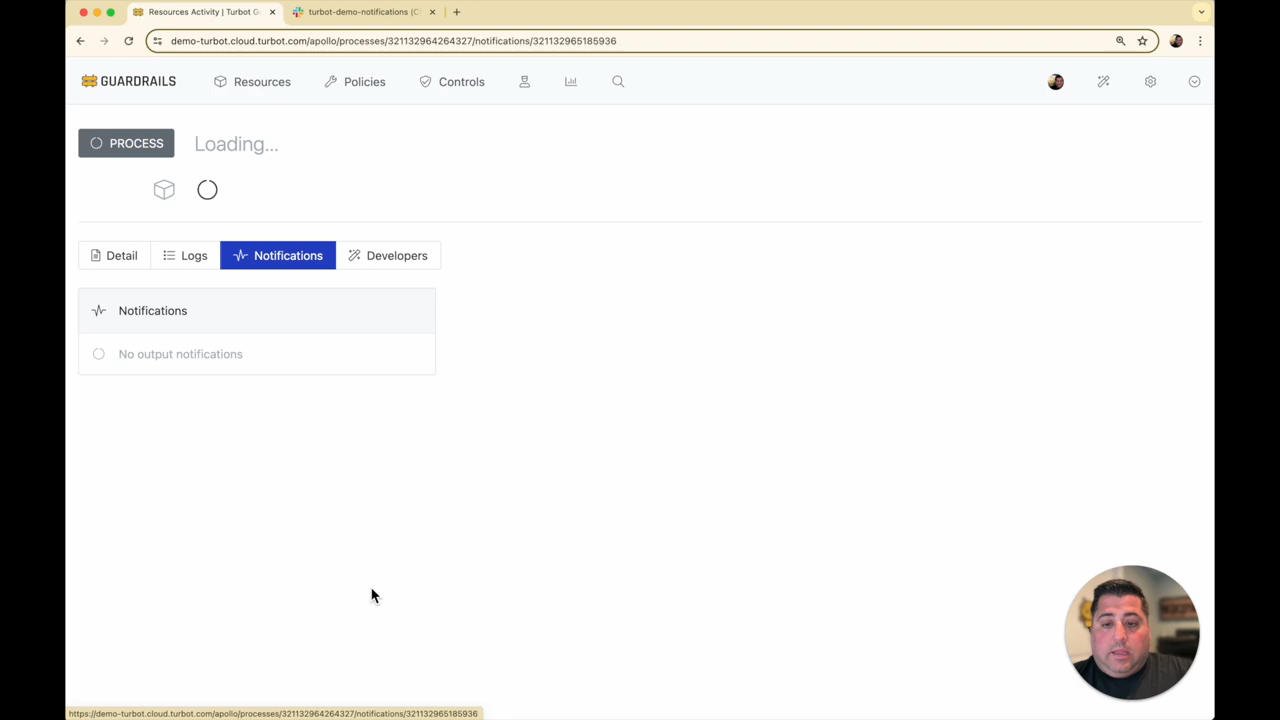 Resources Activity | Turbot G
turbot-demo-notifications (C
demo-turbot.cloud.turbot.com/apollo/processes/321132964264327/notifications/321132965185936
GUARDRAILS Resources Policies Controls
PROCESS Loading...
Detail Logs Notifications Developers
Notifications
No output notifications
https://demo-turbot.cloud.turbot.com/apollo/processes/321132964264327/notifications/321132965185936